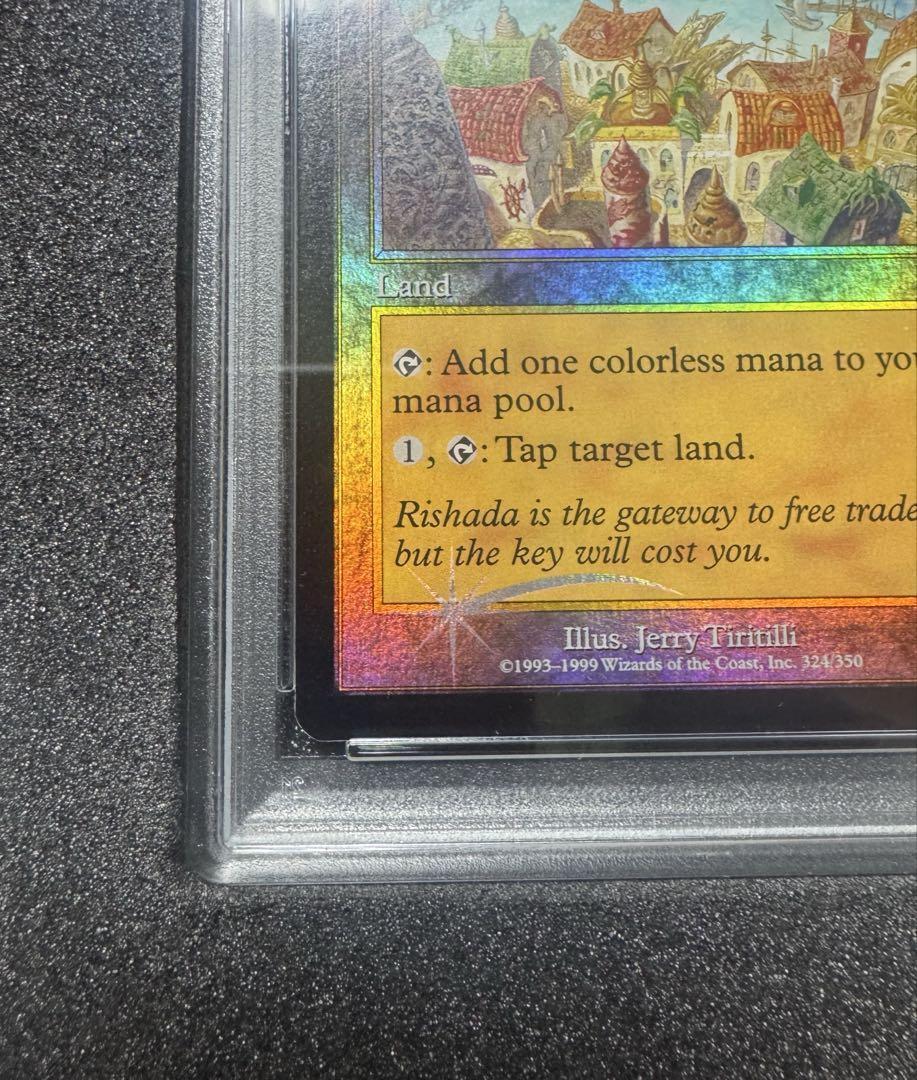 Land
: Add one colorless mana to you
mana pool.
1, : Tap target land.
Rishada is the gateway to free trade
but the key will cost you.
Illus. Jerry Tiritilli
©1993–1999 Wizards of the Coast, Inc. 324/350